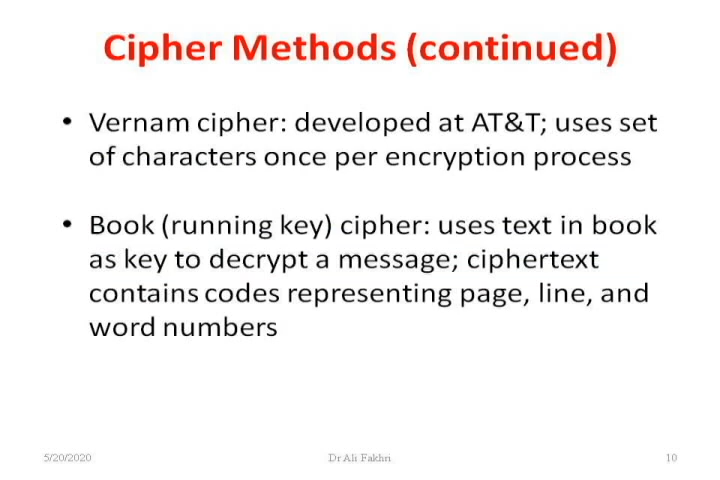 Cipher Methods (continued)
• Vernam cipher: developed at AT&T; uses set
of characters once per encryption process
• Book (running key) cipher: uses text in book
as key to decrypt a message; ciphertext
contains codes representing page, line, and
word numbers
5/20/2020 Dr Ali Fakhri 10